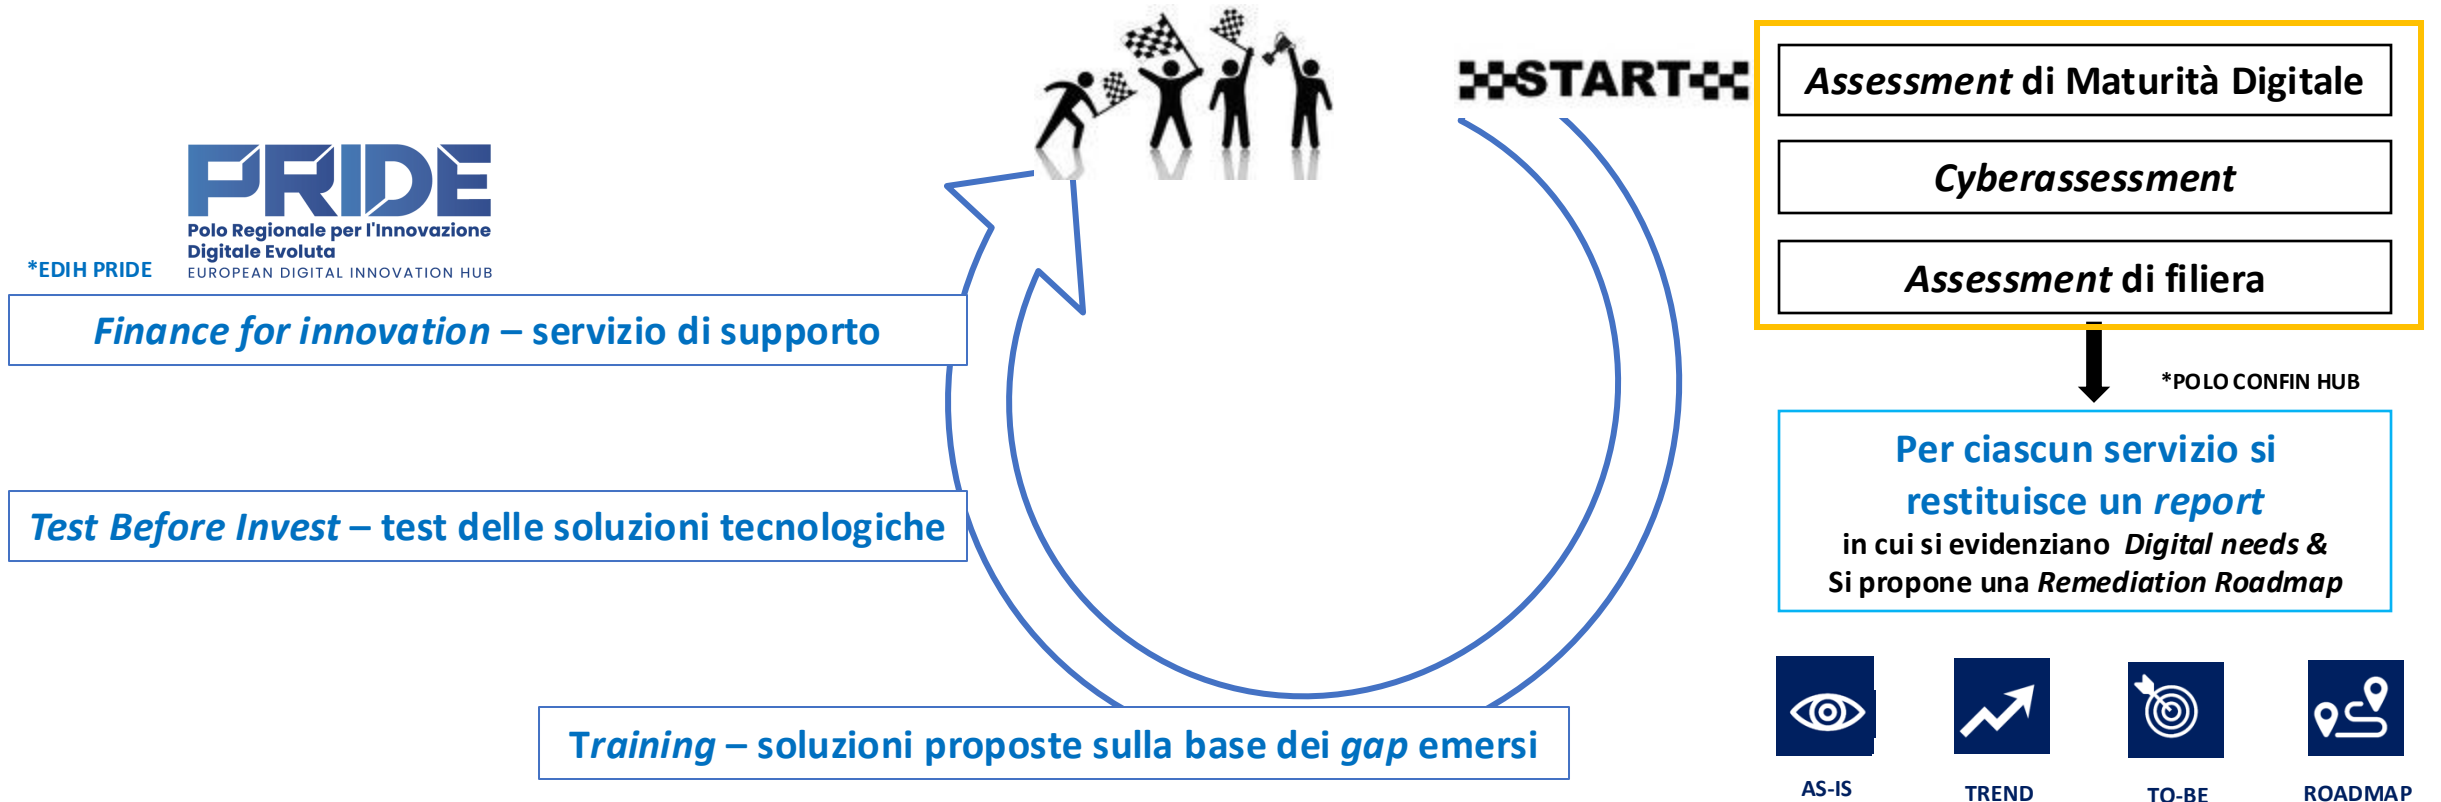 START
Assessment di Maturità Digitale
Cyberassessment
Assessment di filiera
*POLO CONFIN HUB
Per ciascun servizio si
restituisce un report
in cui si evidenziano Digital needs &
Si propone una Remediation Roadmap
AS-IS
TREND
TO-BE
ROADMAP
Training – soluzioni proposte sulla base dei gap emersi
Test Before Invest – test delle soluzioni tecnologiche
PRIDE
Polo Regionale per l'Innovazione
Digitale Evoluta
EUROPEAN DIGITAL INNOVATION HUB
*EDIH PRIDE
Finance for innovation – servizio di supporto